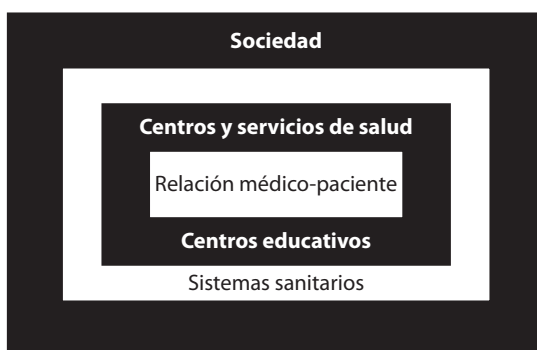 Sociedad
Centros y servicios de salud
Relación médico-paciente
Centros educativos
Sistemas sanitarios